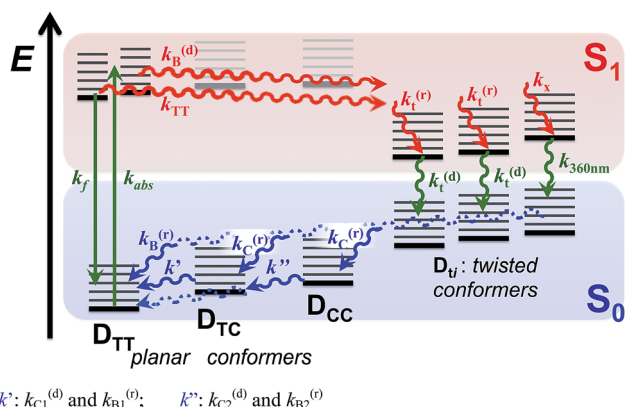 E
S₁
k_B⁽ᵈ⁾
k_TT
k_t⁽ʳ⁾
k_t⁽ʳ⁾
k_x
k_f
k_abs
k_t⁽ᵈ⁾
k_t⁽ᵈ⁾
k_360nm
k_B⁽ʳ⁾
k_C⁽ʳ⁾
k_C⁽ʳ⁾
k'
k"
D_ti : twisted
conformers
S₀
D_TT
D_TC
D_CC
planar conformers
k': k_C1⁽ᵈ⁾ and k_B1⁽ʳ⁾; k": k_C2⁽ᵈ⁾ and k_B2⁽ʳ⁾